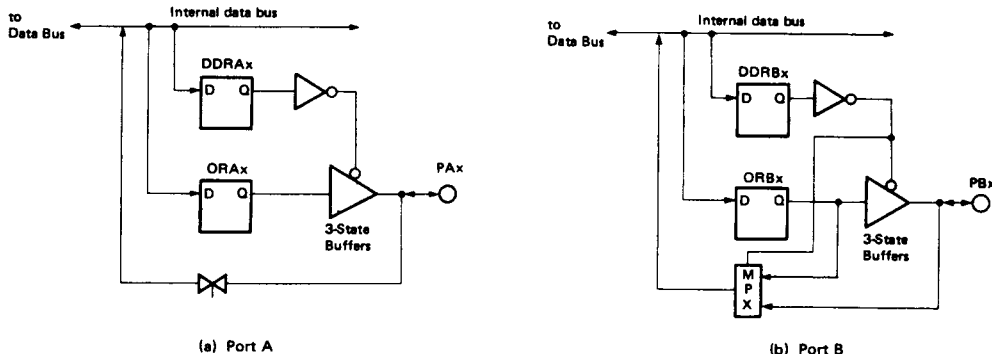 to
Data Bus
Internal data bus
DDRAx
D Q
ORAx
D Q
PAx
3-State
Buffers
(a) Port A
to
Data Bus
Internal data bus
DDRBx
D Q
ORBx
D Q
PBx
3-State
Buffers
M
P
X
(b) Port B